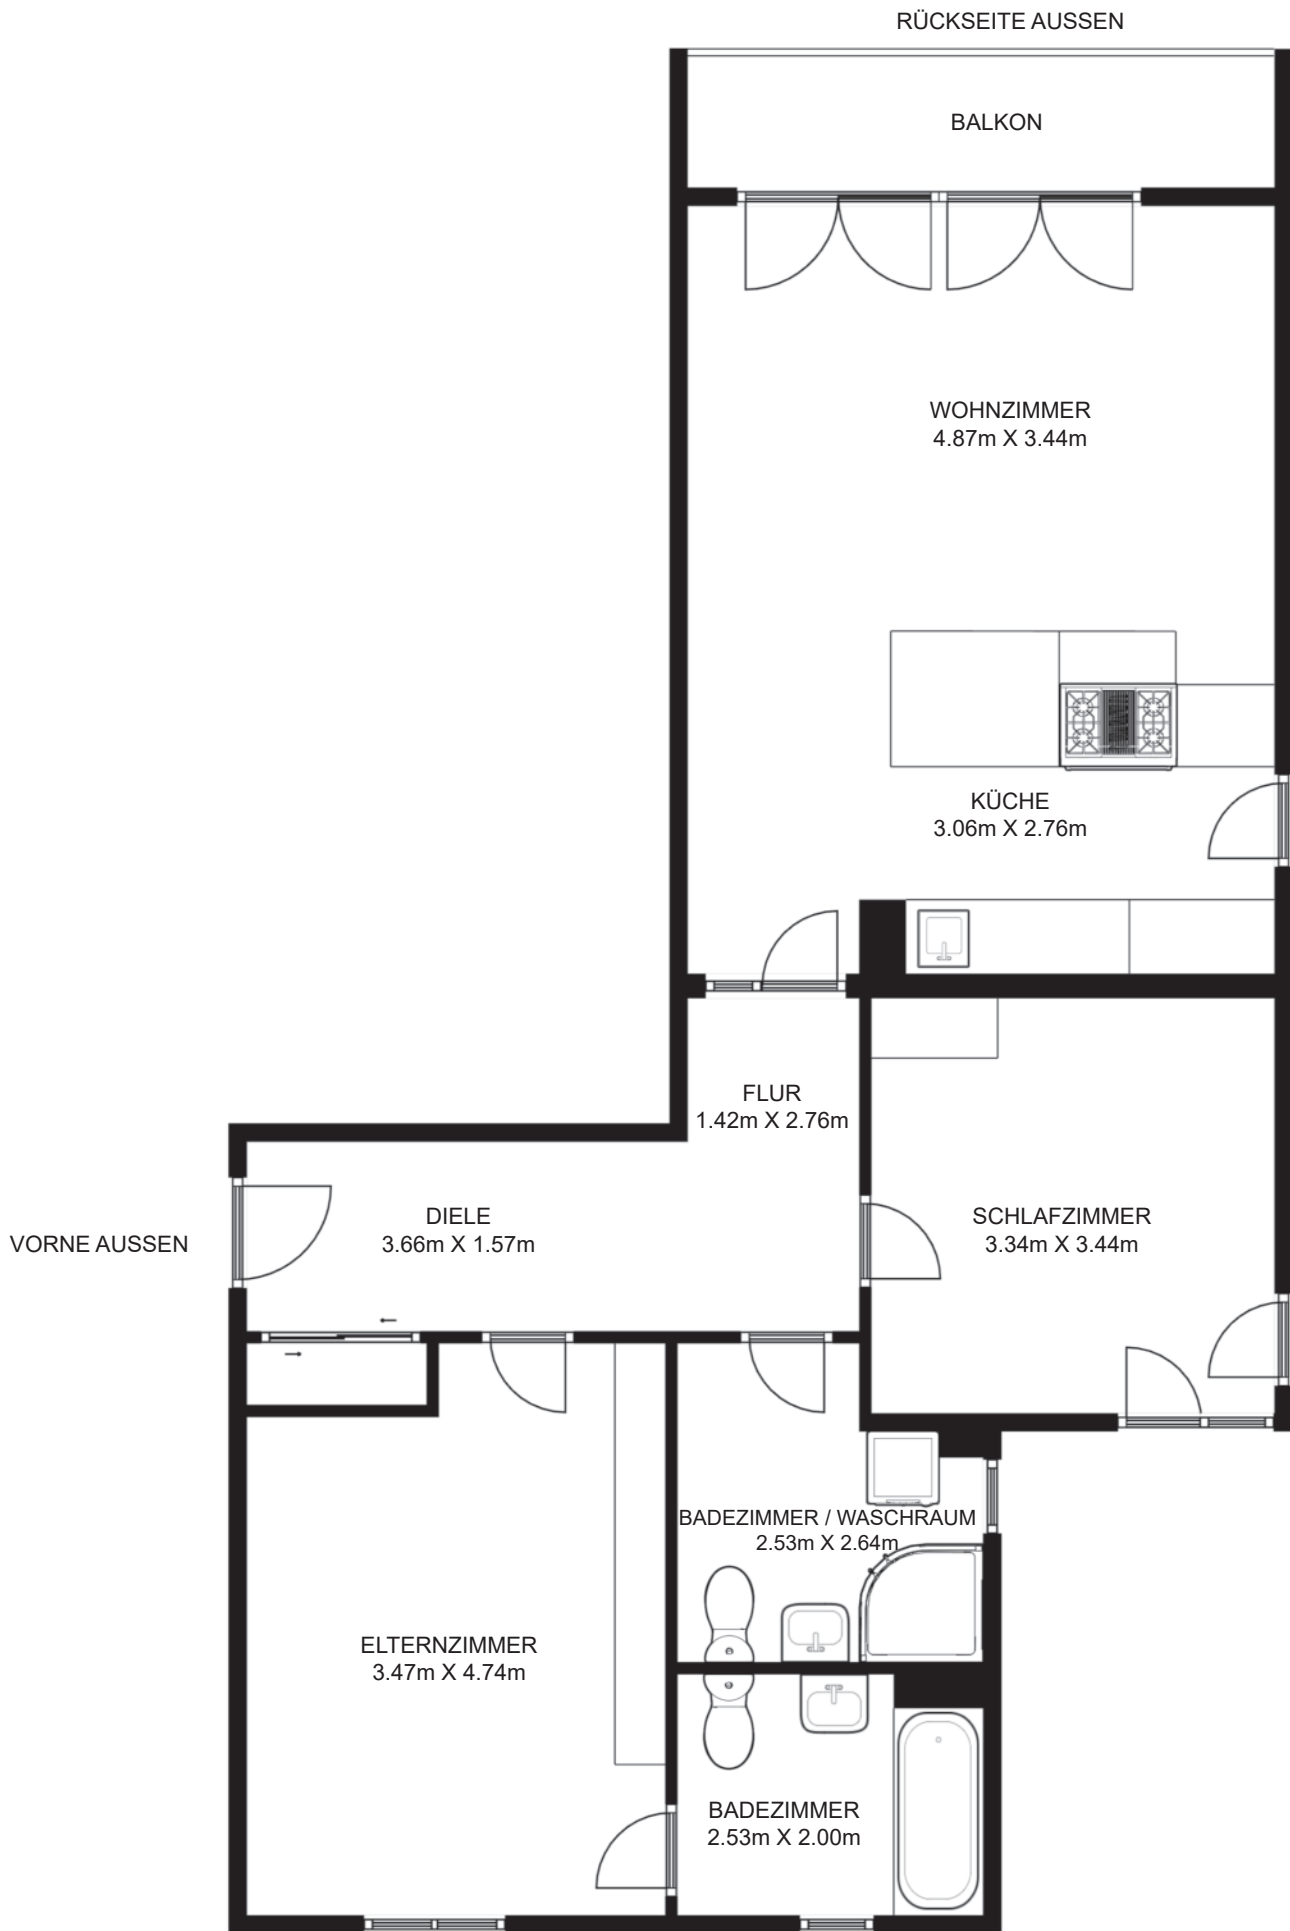 RÜCKSEITE AUSSEN
BALKON
WOHNZIMMER
4.87m X 3.44m
KÜCHE
3.06m X 2.76m
FLUR
1.42m X 2.76m
DIELE
3.66m X 1.57m
VORNE AUSSEN
SCHLAFZIMMER
3.34m X 3.44m
BADEZIMMER / WASCHRAUM
2.53m X 2.64m
ELTERNZIMMER
3.47m X 4.74m
BADEZIMMER
2.53m X 2.00m